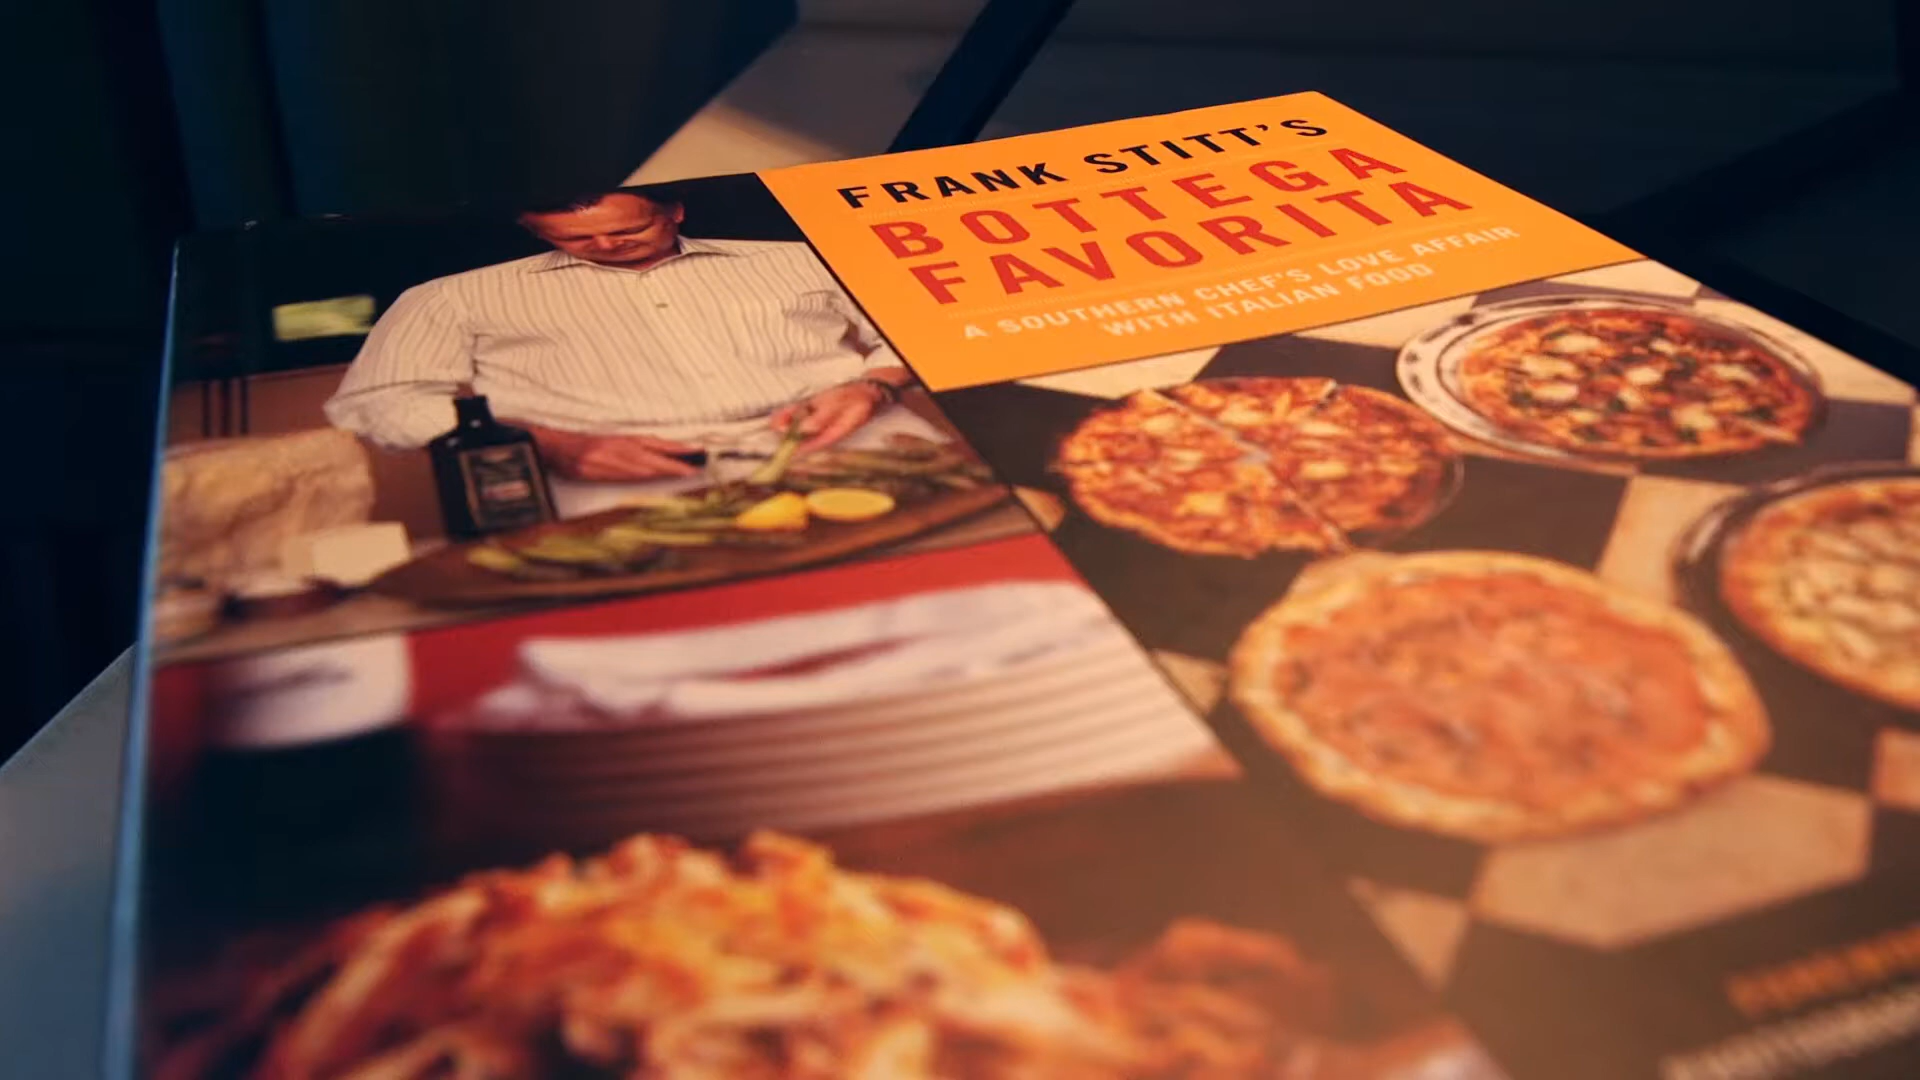 FRANK STITT'S
BOTTEGA
FAVORITA
A SOUTHERN CHEF'S LOVE AFFAIR
WITH ITALIAN FOOD